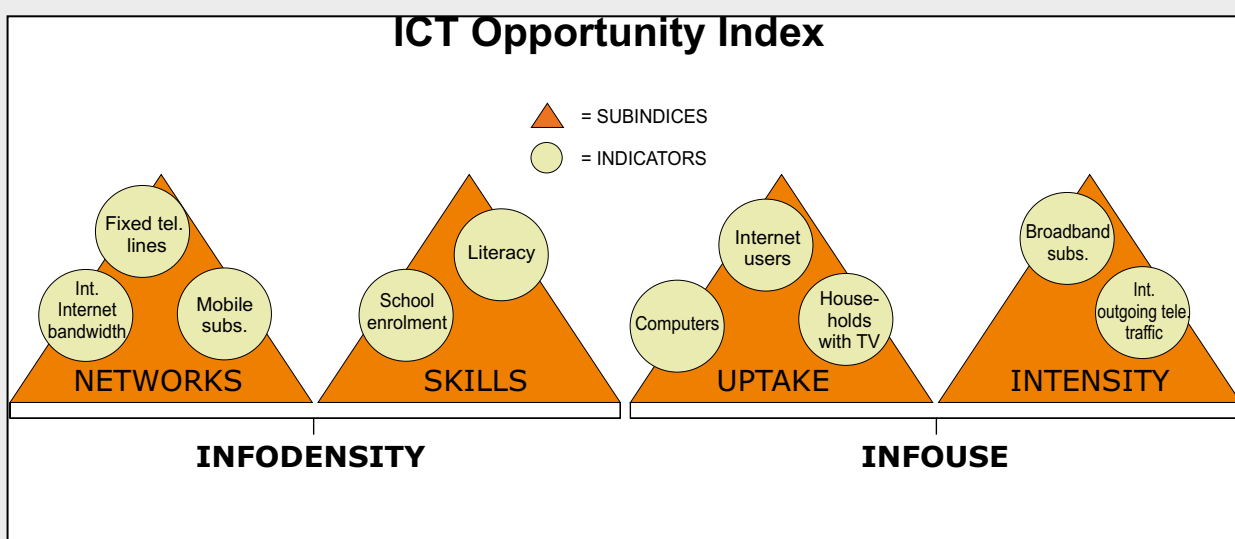 ICT Opportunity Index
= SUBINDICES
= INDICATORS
Fixed tel.
lines
Int.
Internet
bandwidth
Mobile
subs.
NETWORKS
Literacy
School
enrolment
SKILLS
Internet
users
Computers
House-
holds
with TV
UPTAKE
Broadband
subs.
Int.
outgoing tele.
traffic
INTENSITY
INFODENSITY
INFOUSE